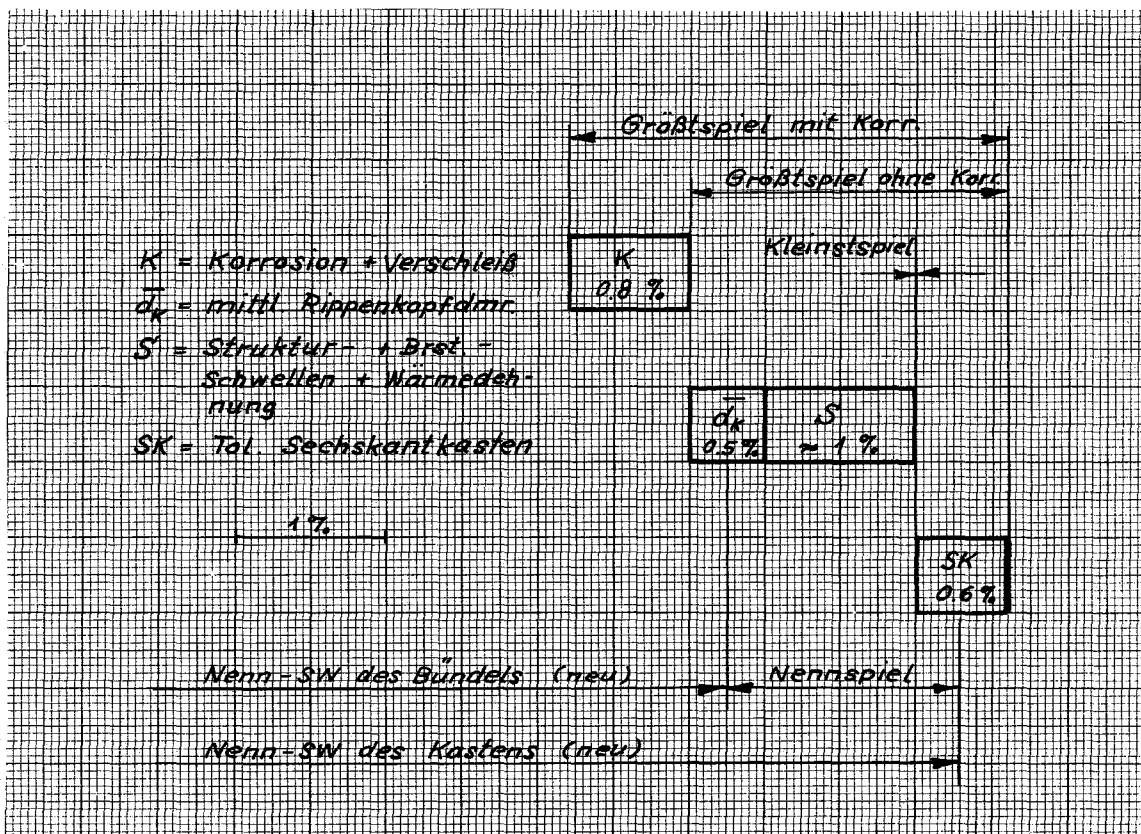 Größtspiel mit Korr.
Größtspiel ohne Korr.
Kleinstspiel
K = Korrosion + Verschleiß
K
0.8 %
d̅ₖ = mittl. Rippenkopfdmr.
S = Struktur- + Brst.-
Schwellen + Wärmedeh-
nung
d̅ₖ
0.5 %
S
≈ 1 %
SK = Tol. Sechskantkasten
1 %
SK
0.6 %
Nenn-SW des Bündels (neu)
Nennspiel
Nenn-SW des Kastens (neu)